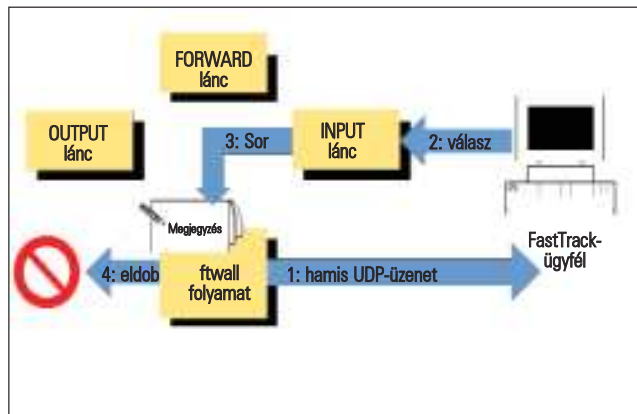 FORWARD
lánc
OUTPUT
lánc
3: Sor
INPUT
lánc
2: válasz
Megjegyzés
FastTrack-
ügyfél
4: eldob
ftwall
folyamat
1: hamis UDP-üzenet